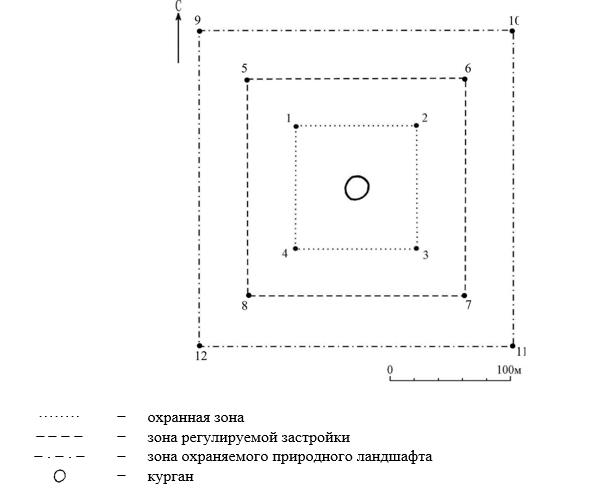 С
9 10
5 6
1 2
4 3
8 7
12 11
0 100м
– охранная зона
– зона регулируемой застройки
– зона охраняемого природного ландшафта
– курган